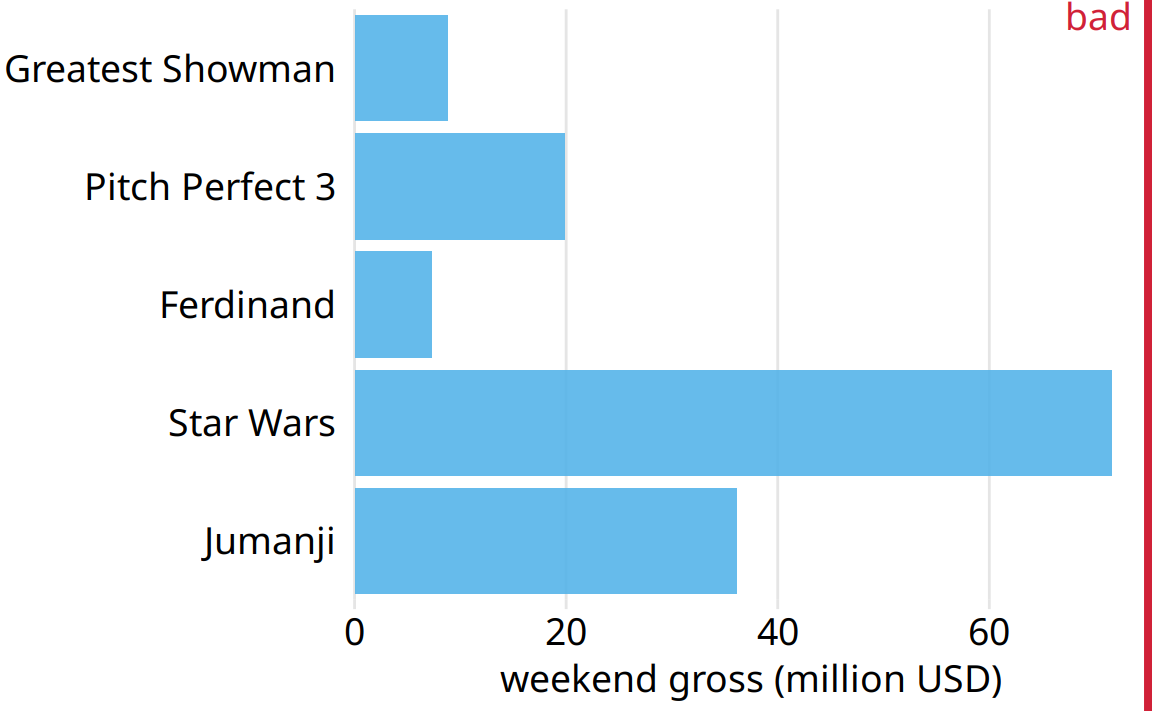 bad
Greatest Showman
Pitch Perfect 3
Ferdinand
Star Wars
Jumanji
0 20 40 60
weekend gross (million USD)